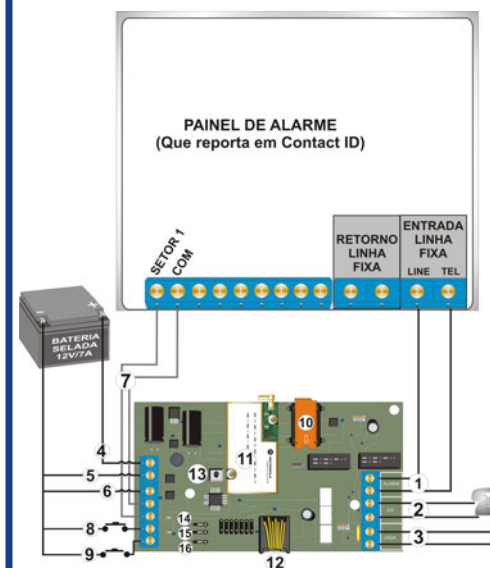 PAINEL DE ALARME
(Que reporta em Contact ID)
SETOR 1
COM
RETORNO
LINHA
FIXA
ENTRADA
LINHA
FIXA
LINE
TEL
- +
BATERIA
SELADA
12V/7A
7
4
5
6
8
9
10
11
13
14
15
16
12
ALARME
1
2
3